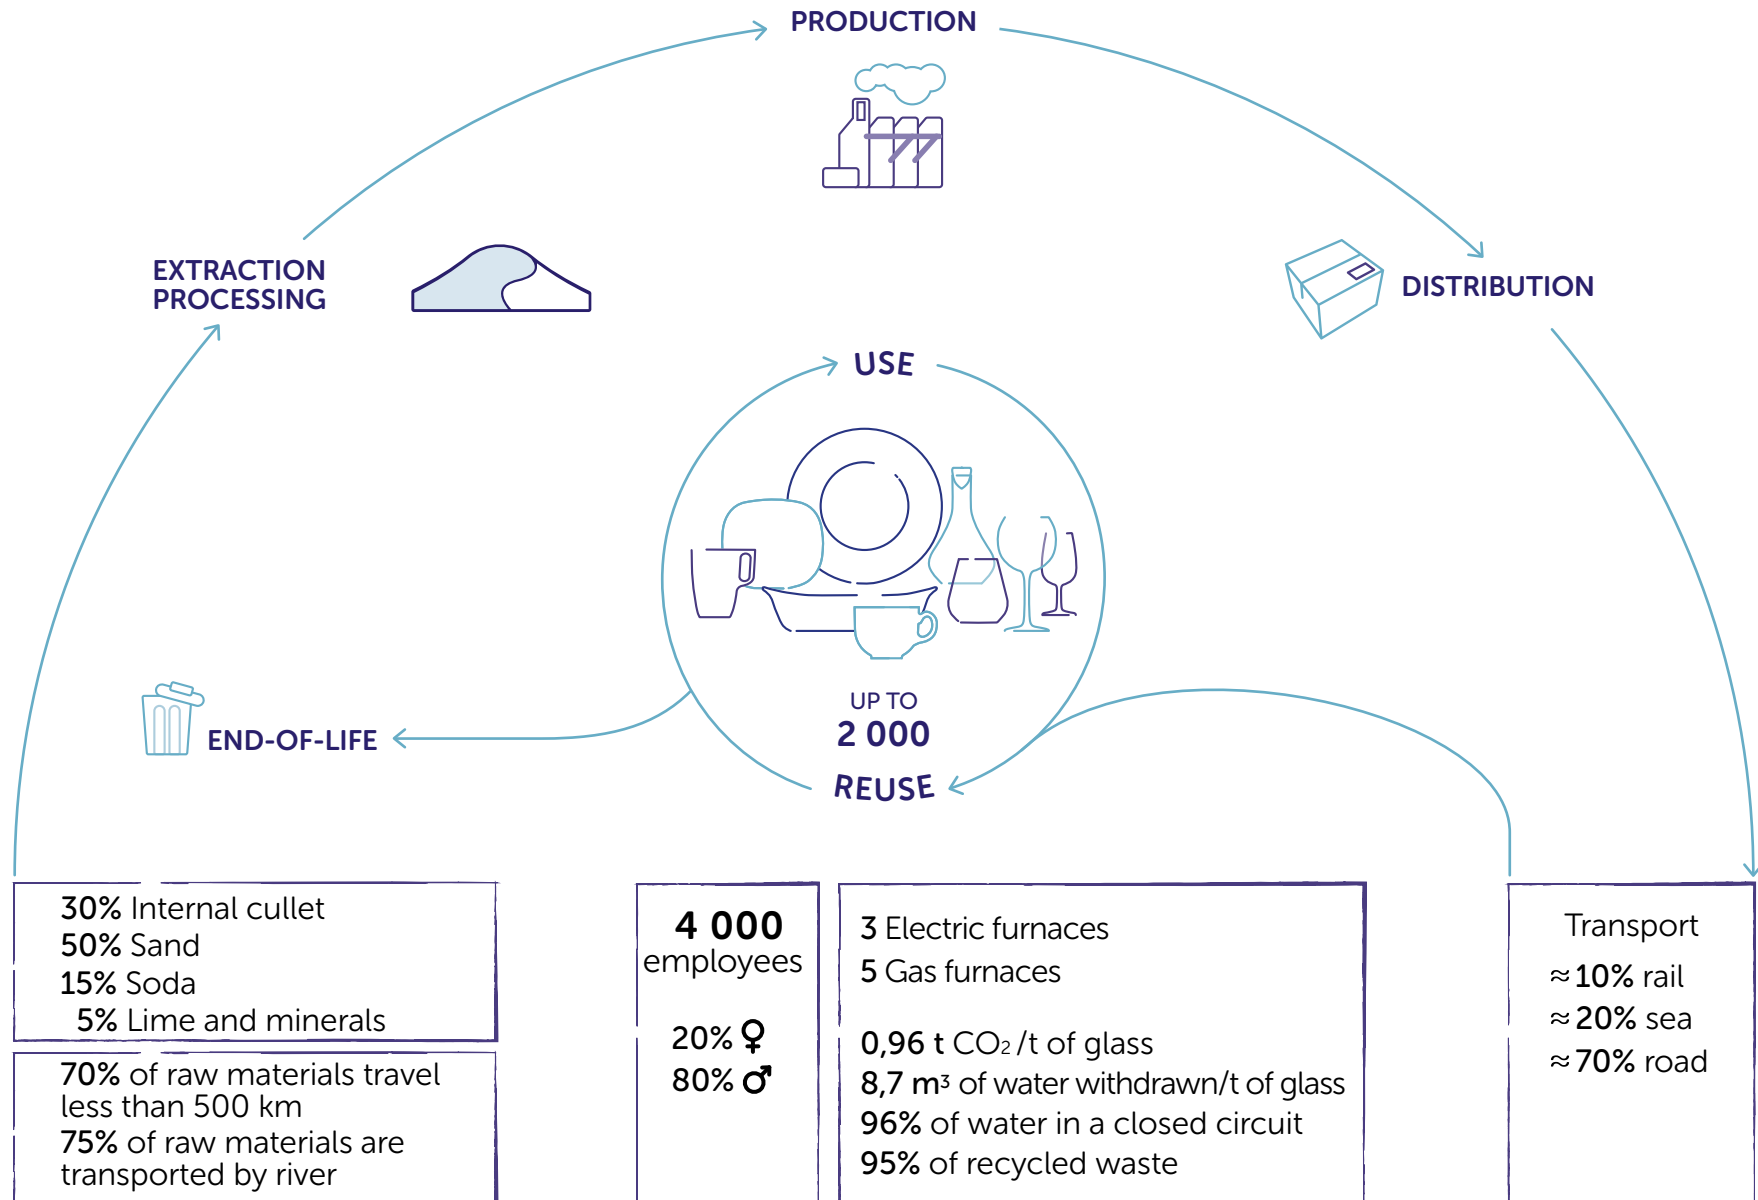 PRODUCTION
EXTRACTION
PROCESSING
DISTRIBUTION
USE
UP TO
2 000
REUSE
END-OF-LIFE
30% Internal cullet
50% Sand
15% Soda
5% Lime and minerals
70% of raw materials travel
less than 500 km
75% of raw materials are
transported by river
4 000
employees
20% ♀
80% ♂
3 Electric furnaces
5 Gas furnaces
0,96 t CO₂ /t of glass
8,7 m³ of water withdrawn/t of glass
96% of water in a closed circuit
95% of recycled waste
Transport
≈ 10% rail
≈ 20% sea
≈ 70% road